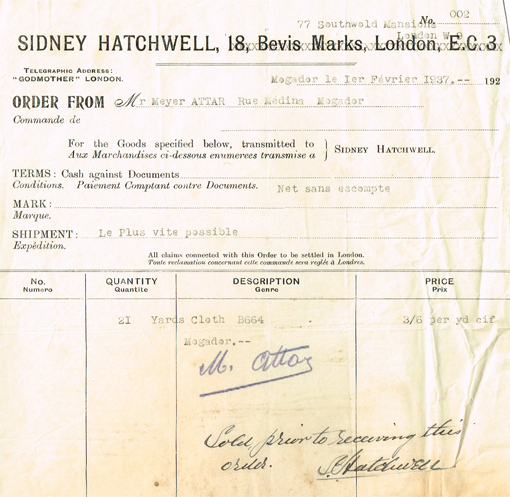 77 Southwold Mansions
No. 002
London W.9
SIDNEY HATCHWELL, 18, Bevis Marks, London, E.C.3
TELEGRAPHIC ADDRESS:
"GODMOTHER" LONDON.
Mogador le 1er Février 1937.-- 192
ORDER FROM Mr Meyer ATTAR Rue Medina Mogador
Commande de
For the Goods specified below, transmitted to
Aux Marchandises ci-dessous enumerees transmise a } SIDNEY HATCHWELL.
TERMS: Cash against Documents
Conditions. Paiement Comptant contre Documents. Net sans escompte
MARK:
Marque.
SHIPMENT: Le Plus vite possible
Expédition.
All claims connected with this Order to be settled in London.
Toute reclamation concernant cette commande sera reglée à Londres.
No. QUANTITY DESCRIPTION PRICE
Numero Quantite Genre Prix
21 Yards Cloth B664 3/6 per yd cif
Mogador.--
M. Attar
Sold prior to receiving this
order. S. Hatchwell